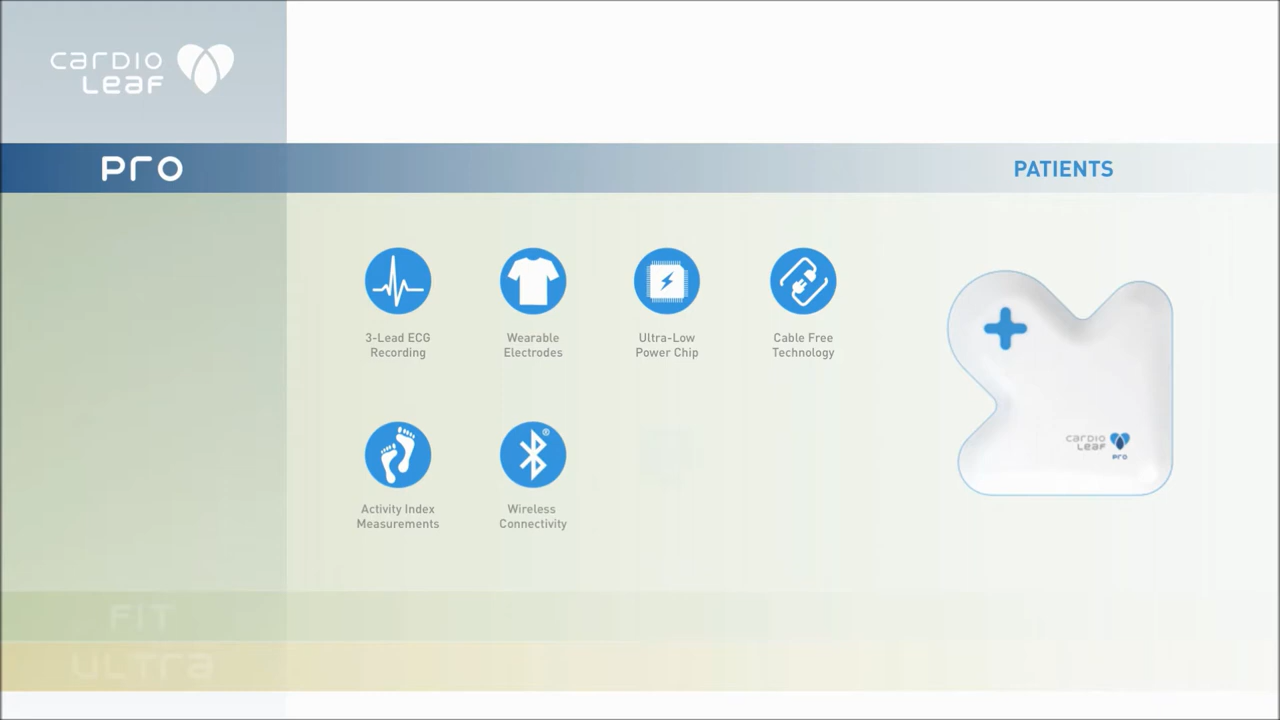 carDIO
Leaf
Pro
PATIENTS
3-Lead ECG
Recording
Wearable
Electrodes
Ultra-Low
Power Chip
Cable Free
Technology
Activity Index
Measurements
®
Wireless
Connectivity
carDIO
Leaf
Pro
FIT
ULTra